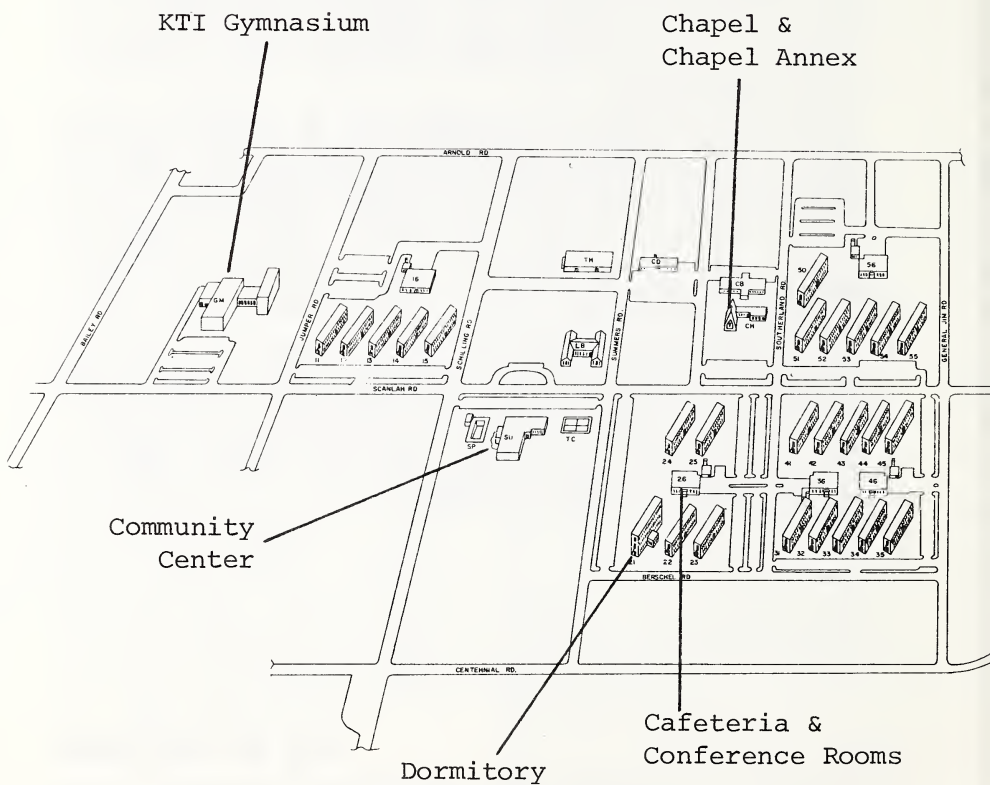 KTI Gymnasium
Chapel &
Chapel Annex
ARNOLD RD
BAILEY RD
JUMPER RD
SCHILLING RD
SUMMERS RD.
SOUTHERLAND RD
GENERAL JIM RD
GM
16
TH
CD
CB
CH
50
56
11
12
13
14
15
LB
51
52
53
54
55
SCANLAH RD
SP
SU
TC
24
25
41
42
43
44
45
26
36
46
21
22
23
31
32
33
34
35
BERSCHEL RD
CENTENNIAL RD.
Community
Center
Dormitory
Cafeteria &
Conference Rooms